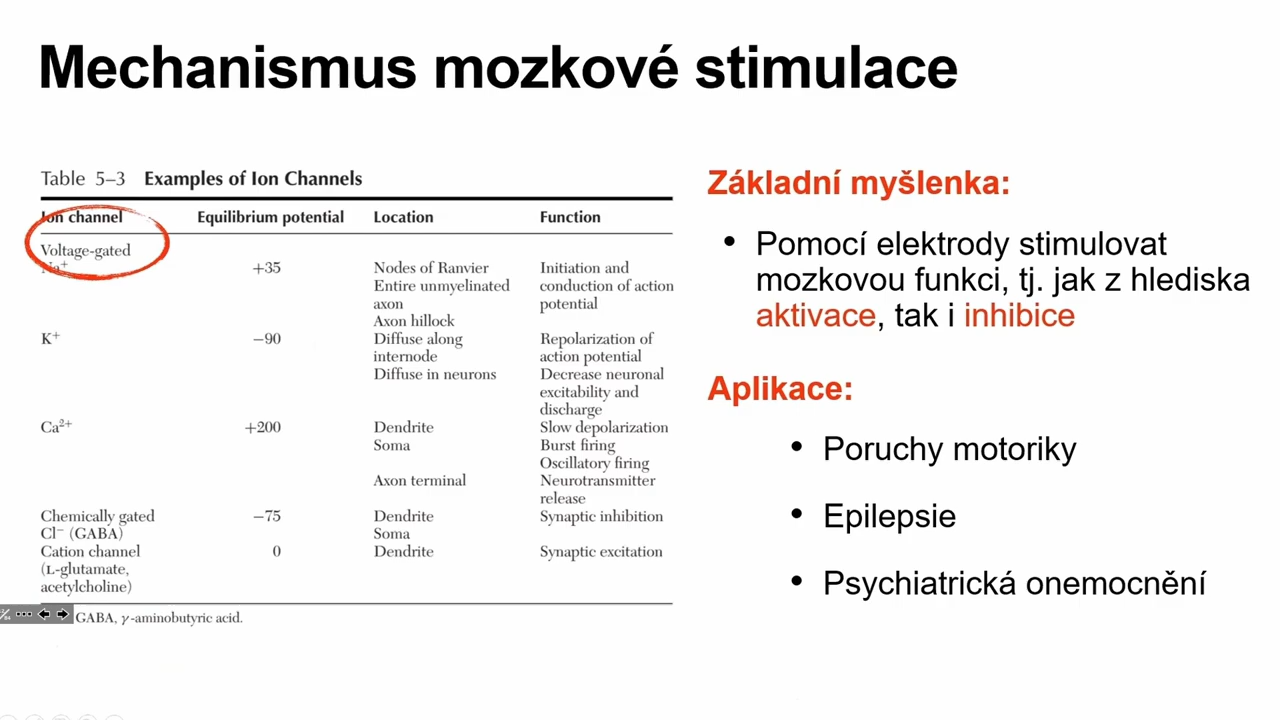 Mechanismus mozkové stimulace
Table 5–3 Examples of Ion Channels
Ion channel Equilibrium potential Location Function
Voltage-gated
Na⁺ +35 Nodes of Ranvier Initiation and
Entire unmyelinated conduction of action
axon potential
Axon hillock
K⁺ −90 Diffuse along Repolarization of
internode action potential
Diffuse in neurons Decrease neuronal
excitability and
discharge
Ca²⁺ +200 Dendrite Slow depolarization
Soma Burst firing
Oscillatory firing
Axon terminal Neurotransmitter
release
Chemically gated −75 Dendrite Synaptic inhibition
Cl⁻ (GABA) Soma
Cation channel 0 Dendrite Synaptic excitation
(L-glutamate,
acetylcholine)
GABA, γ-aminobutyric acid.
Základní myšlenka:
• Pomocí elektrody stimulovat
mozkovou funkci, tj. jak z hlediska
aktivace, tak i inhibice
Aplikace:
• Poruchy motoriky
• Epilepsie
• Psychiatrická onemocnění